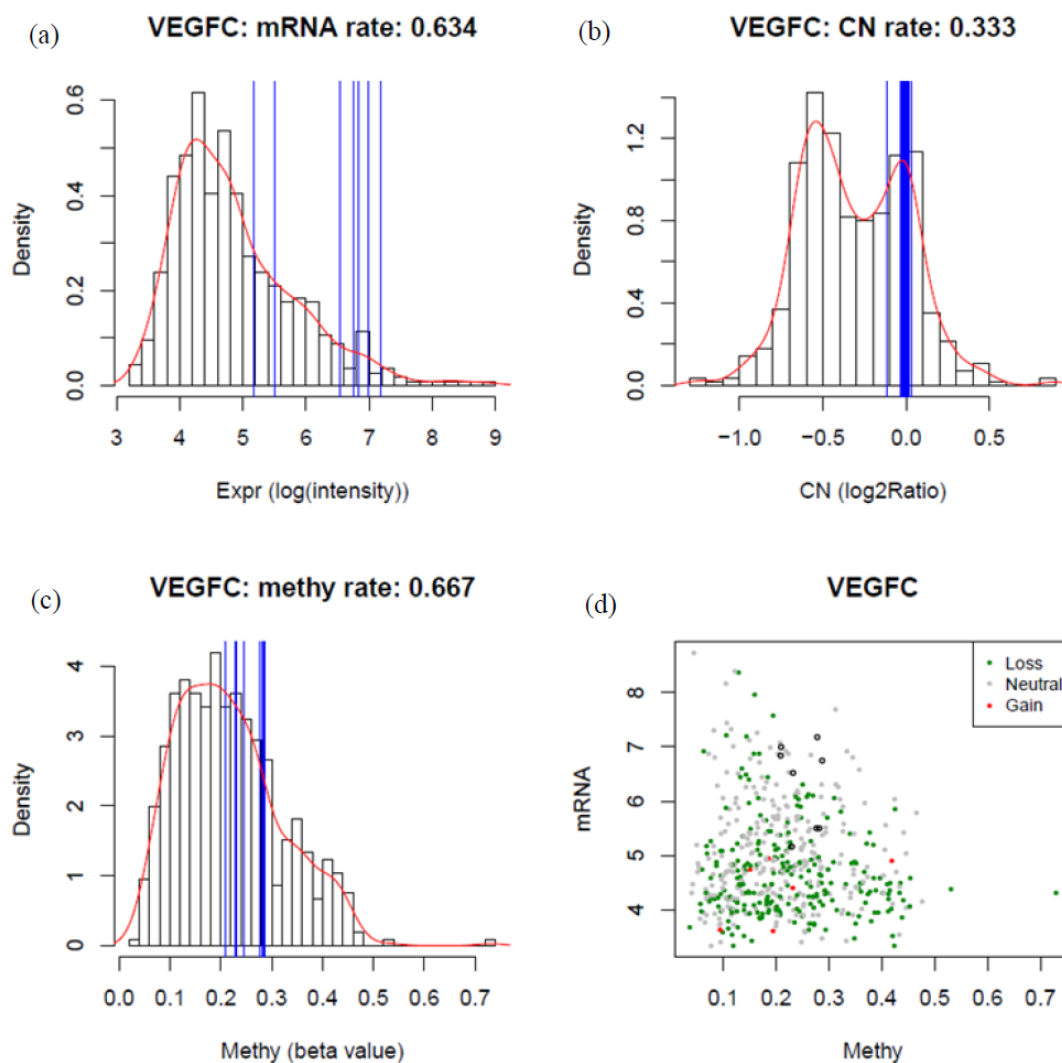 (a)
VEGFC: mRNA rate: 0.634
Density
0.0 0.2 0.4 0.6
3 4 5 6 7 8 9
Expr (log(intensity))
(b)
VEGFC: CN rate: 0.333
Density
0.0 0.4 0.8 1.2
−1.0 −0.5 0.0 0.5
CN (log2Ratio)
(c)
VEGFC: methy rate: 0.667
Density
0 1 2 3 4
0.0 0.1 0.2 0.3 0.4 0.5 0.6 0.7
Methy (beta value)
(d)
VEGFC
Loss
Neutral
Gain
mRNA
4 5 6 7 8
0.1 0.2 0.3 0.4 0.5 0.6 0.7
Methy